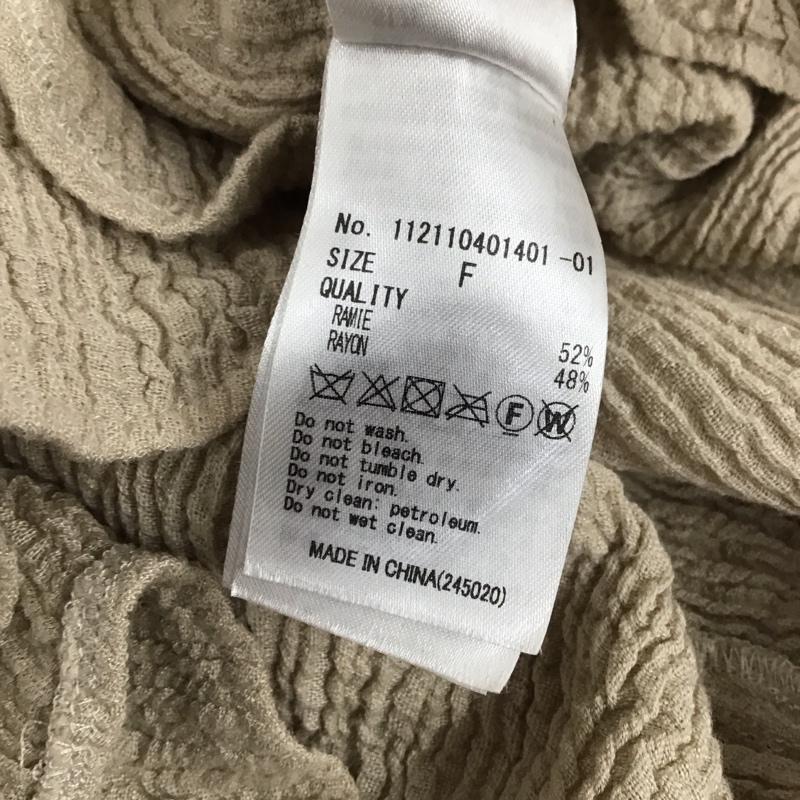 No. 112110401401 -01
SIZE F
QUALITY
RAMIE 52%
RAYON 48%
F W
Do not wash.
Do not bleach.
Do not tumble dry.
Do not iron.
Dry clean: petroleum.
Do not wet clean.
MADE IN CHINA(245020)